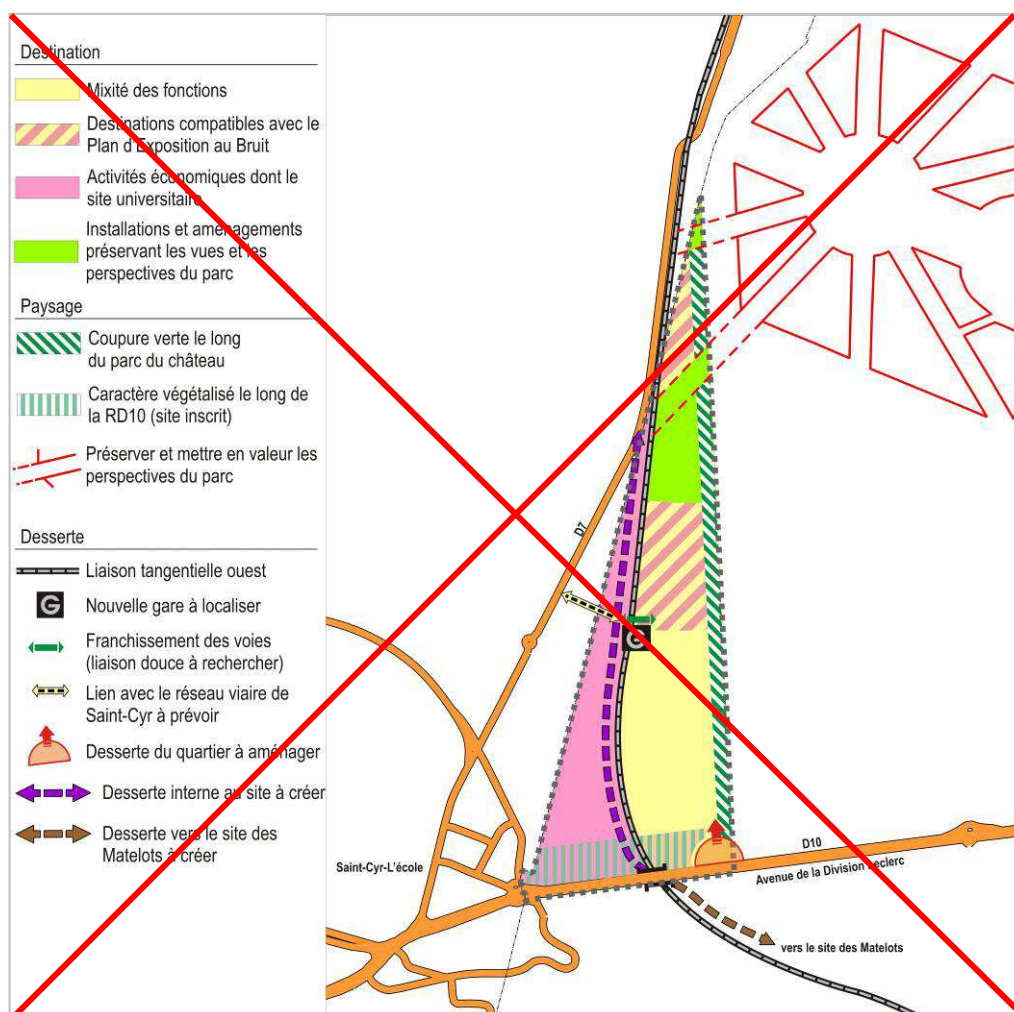 Destination
Mixité des fonctions
Destinations compatibles avec le
Plan d'Exposition au Bruit
Activités économiques dont le
site universitaire
Installations et aménagements
préservant les vues et les
perspectives du parc
Paysage
Coupure verte le long
du parc du château
Caractère végétalisé le long de
la RD10 (site inscrit)
Préserver et mettre en valeur les
perspectives du parc
Desserte
Liaison tangentielle ouest
G
Nouvelle gare à localiser
Franchissement des voies
(liaison douce à rechercher)
Lien avec le réseau viaire de
Saint-Cyr à prévoir
Desserte du quartier à aménager
Desserte interne au site à créer
Desserte vers le site des
Matelots à créer
D7
G
Saint-Cyr-L'école
D10
Avenue de la Division Leclerc
vers le site des Matelots